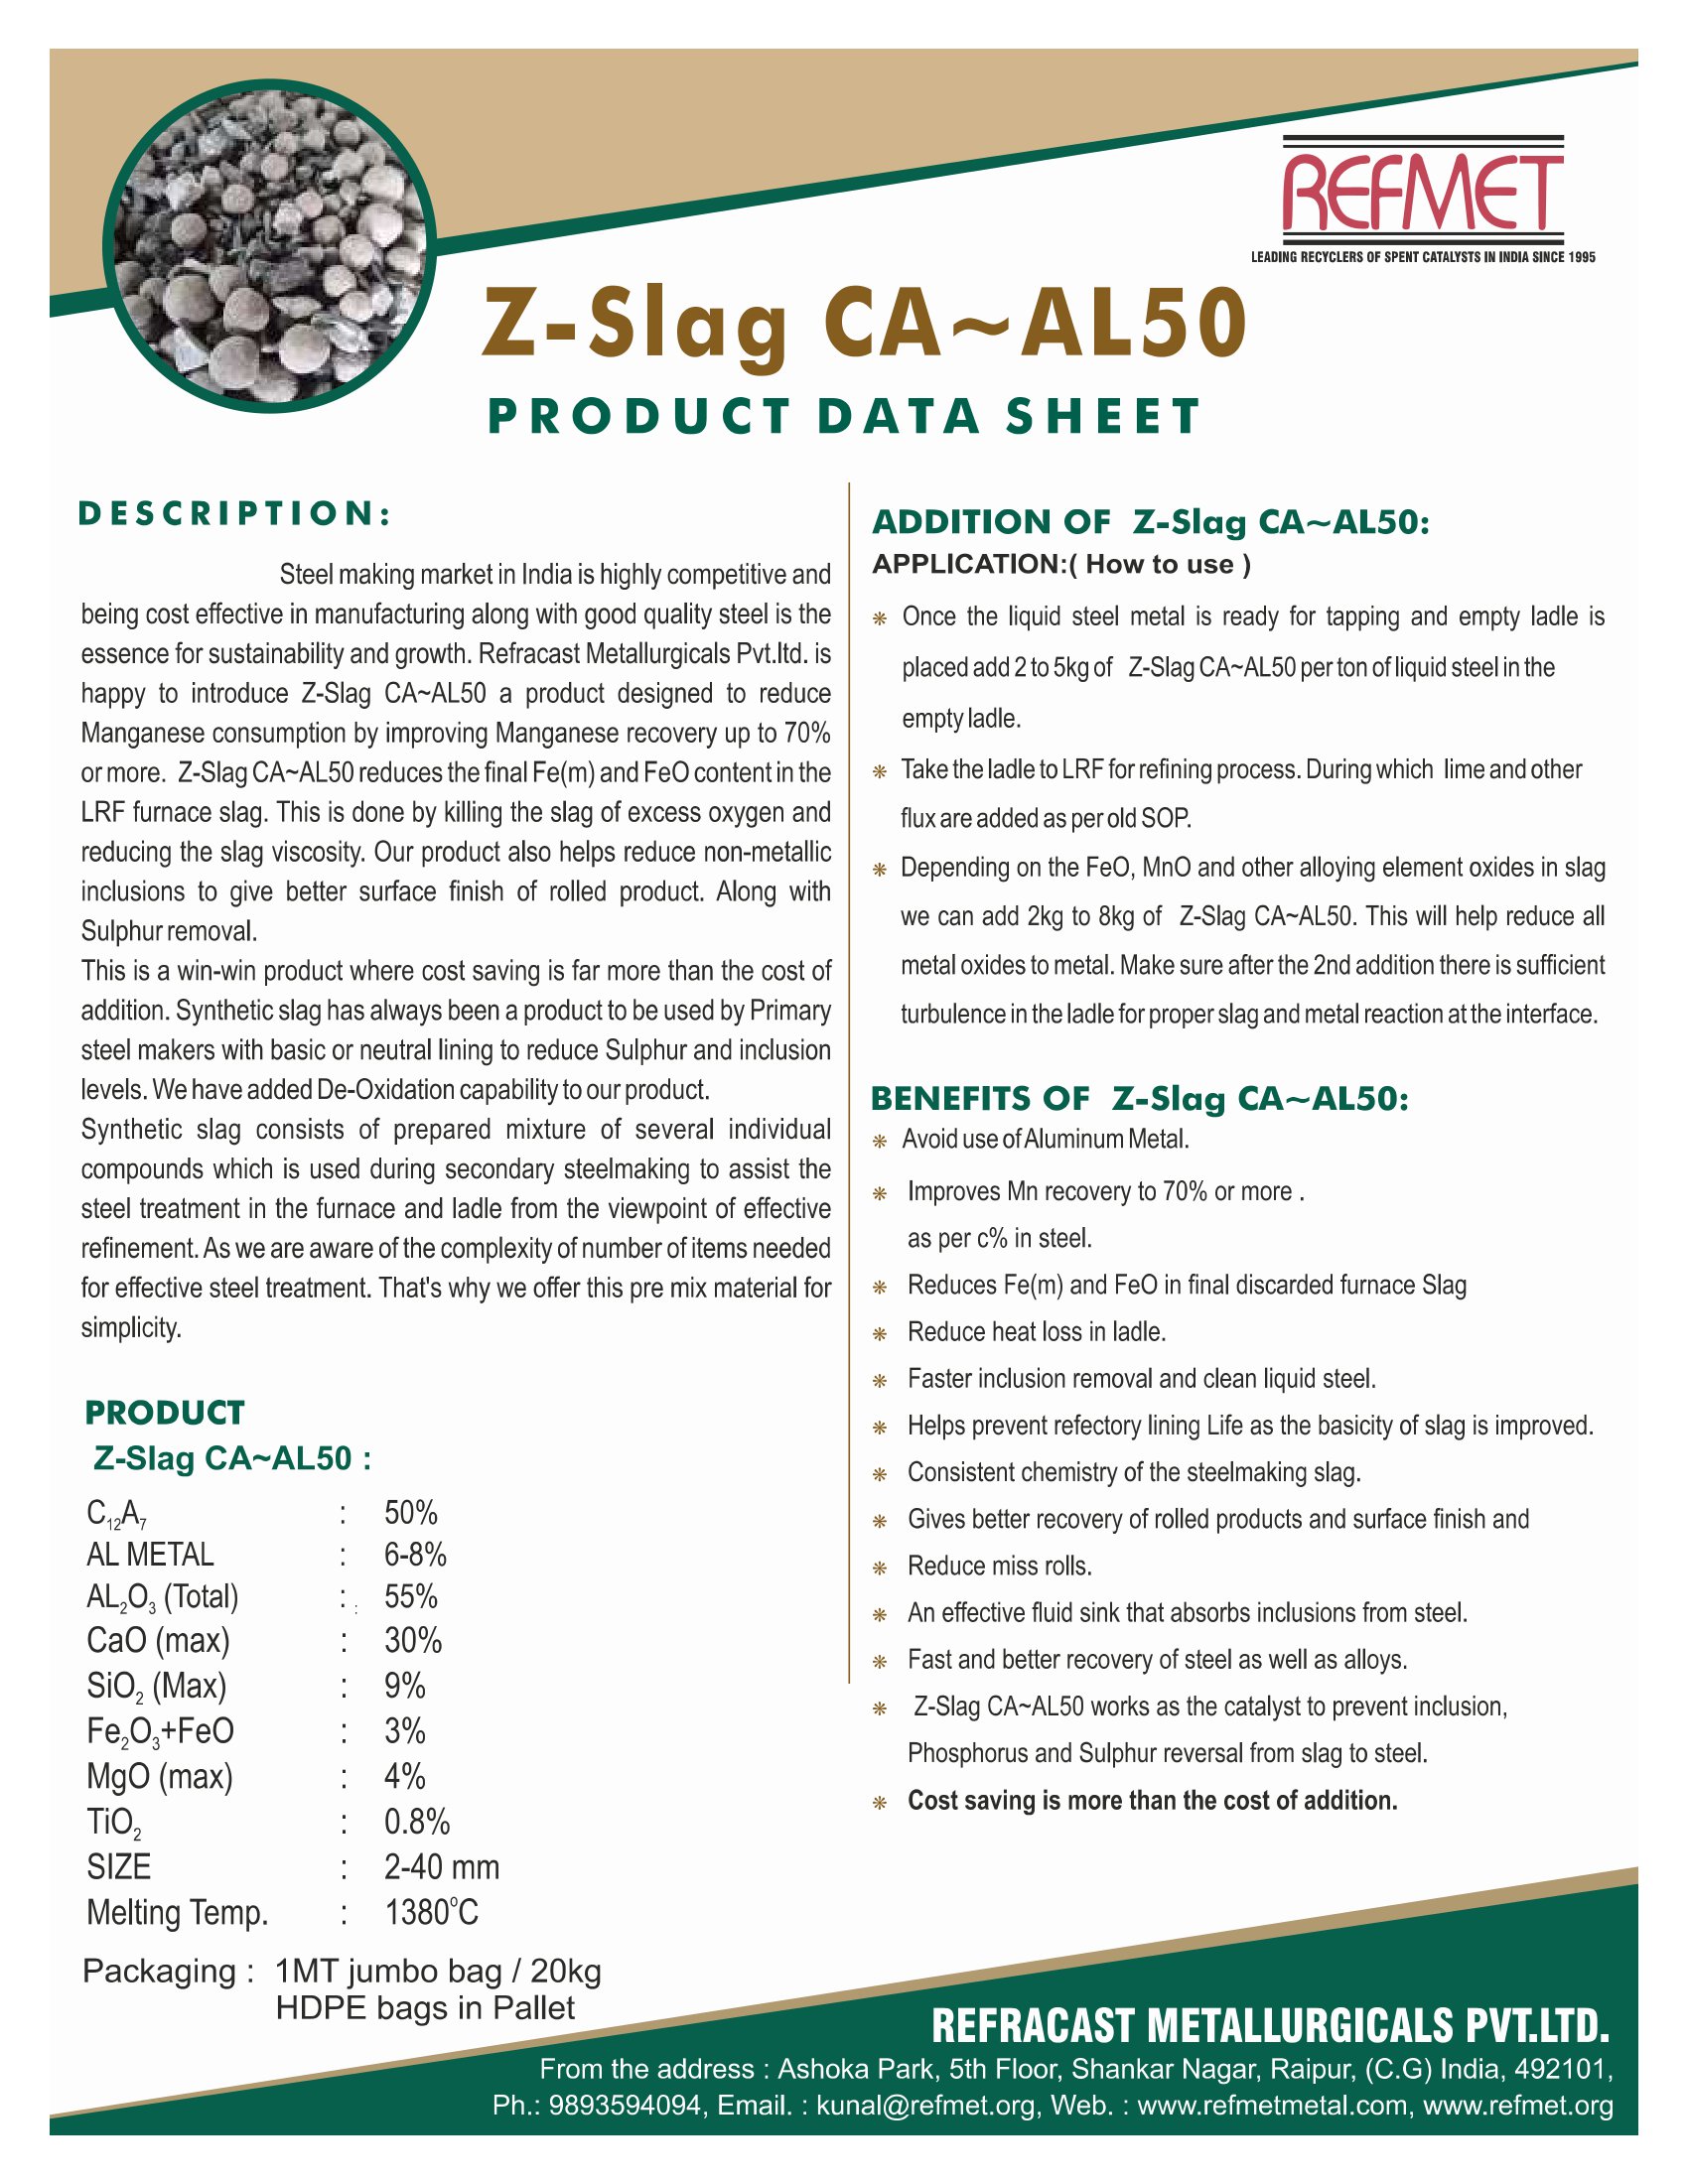 REFMET
LEADING RECYCLERS OF SPENT CATALYSTS IN INDIA SINCE 1995
Z-Slag CA~AL50
PRODUCT DATA SHEET
DESCRIPTION:
Steel making market in India is highly competitive and
being cost effective in manufacturing along with good quality steel is the
essence for sustainability and growth. Refracast Metallurgicals Pvt.ltd. is
happy to introduce Z-Slag CA~AL50 a product designed to reduce
Manganese consumption by improving Manganese recovery up to 70%
or more. Z-Slag CA~AL50 reduces the final Fe(m) and FeO content in the
LRF furnace slag. This is done by killing the slag of excess oxygen and
reducing the slag viscosity. Our product also helps reduce non-metallic
inclusions to give better surface finish of rolled product. Along with
Sulphur removal.
This is a win-win product where cost saving is far more than the cost of
addition. Synthetic slag has always been a product to be used by Primary
steel makers with basic or neutral lining to reduce Sulphur and inclusion
levels. We have added De-Oxidation capability to our product.
Synthetic slag consists of prepared mixture of several individual
compounds which is used during secondary steelmaking to assist the
steel treatment in the furnace and ladle from the viewpoint of effective
refinement. As we are aware of the complexity of number of items needed
for effective steel treatment. That's why we offer this pre mix material for
simplicity.
PRODUCT
Z-Slag CA~AL50 :
C₁₂A₇ : 50%
AL METAL : 6-8%
AL₂O₃ (Total) : : 55%
CaO (max) : 30%
SiO₂ (Max) : 9%
Fe₂O₃+FeO : 3%
MgO (max) : 4%
TiO₂ : 0.8%
SIZE : 2-40 mm
Melting Temp. : 1380°C
Packaging : 1MT jumbo bag / 20kg
HDPE bags in Pallet
ADDITION OF Z-Slag CA~AL50:
APPLICATION:( How to use )
❋ Once the liquid steel metal is ready for tapping and empty ladle is
placed add 2 to 5kg of Z-Slag CA~AL50 per ton of liquid steel in the
empty ladle.
❋ Take the ladle to LRF for refining process. During which lime and other
flux are added as per old SOP.
❋ Depending on the FeO, MnO and other alloying element oxides in slag
we can add 2kg to 8kg of Z-Slag CA~AL50. This will help reduce all
metal oxides to metal. Make sure after the 2nd addition there is sufficient
turbulence in the ladle for proper slag and metal reaction at the interface.
BENEFITS OF Z-Slag CA~AL50:
❋ Avoid use of Aluminum Metal.
❋ Improves Mn recovery to 70% or more .
as per c% in steel.
❋ Reduces Fe(m) and FeO in final discarded furnace Slag
❋ Reduce heat loss in ladle.
❋ Faster inclusion removal and clean liquid steel.
❋ Helps prevent refectory lining Life as the basicity of slag is improved.
❋ Consistent chemistry of the steelmaking slag.
❋ Gives better recovery of rolled products and surface finish and
❋ Reduce miss rolls.
❋ An effective fluid sink that absorbs inclusions from steel.
❋ Fast and better recovery of steel as well as alloys.
❋ Z-Slag CA~AL50 works as the catalyst to prevent inclusion,
Phosphorus and Sulphur reversal from slag to steel.
❋ Cost saving is more than the cost of addition.
REFRACAST METALLURGICALS PVT.LTD.
From the address : Ashoka Park, 5th Floor, Shankar Nagar, Raipur, (C.G) India, 492101,
Ph.: 9893594094, Email. : kunal@refmet.org, Web. : www.refmetmetal.com, www.refmet.org